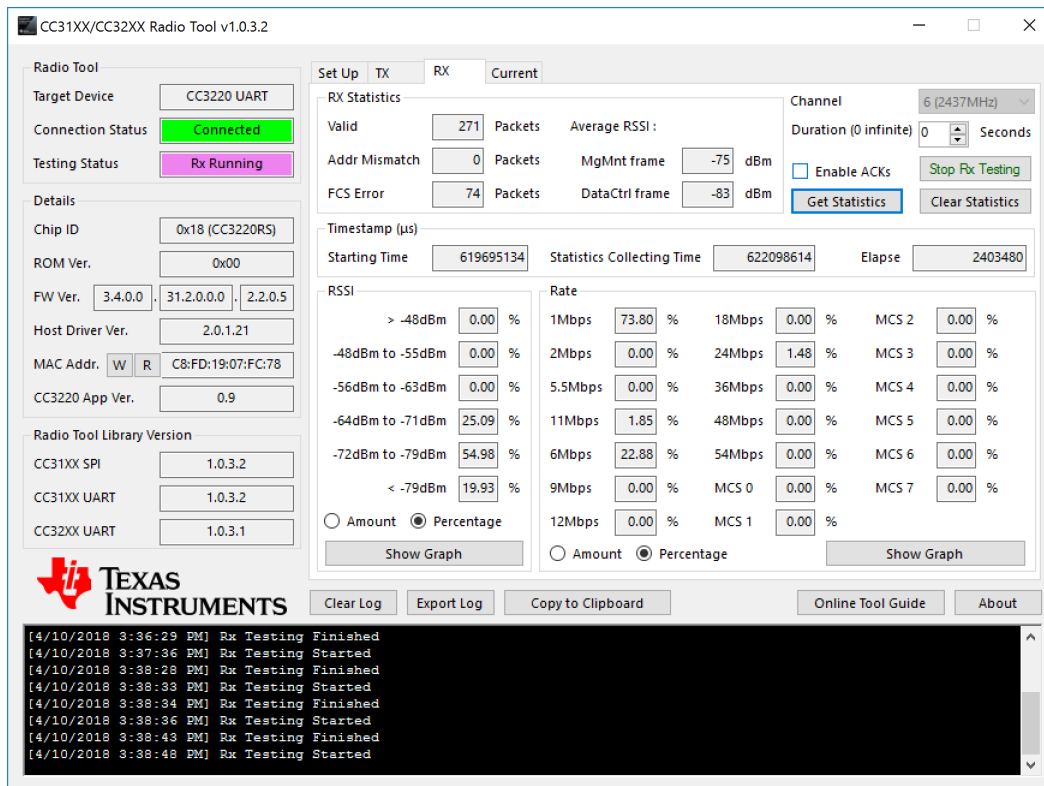 CC31XX/CC32XX Radio Tool v1.0.3.2
Radio Tool
Target Device CC3220 UART
Connection Status Connected
Testing Status Rx Running
Details
Chip ID 0x18 (CC3220RS)
ROM Ver. 0x00
FW Ver. 3.4.0.0 . 31.2.0.0.0 . 2.2.0.5
Host Driver Ver. 2.0.1.21
MAC Addr. W R C8:FD:19:07:FC:78
CC3220 App Ver. 0.9
Radio Tool Library Version
CC31XX SPI 1.0.3.2
CC31XX UART 1.0.3.2
CC32XX UART 1.0.3.1
TEXAS
INSTRUMENTS
Set Up TX RX Current
RX Statistics
Valid 271 Packets Average RSSI :
Addr Mismatch 0 Packets MgMnt frame -75 dBm
FCS Error 74 Packets DataCtrl frame -83 dBm
Channel 6 (2437MHz)
Duration (0 infinite) 0 Seconds
Enable ACKs Stop Rx Testing
Get Statistics Clear Statistics
Timestamp (µs)
Starting Time 619695134 Statistics Collecting Time 622098614 Elapse 2403480
RSSI
> -48dBm 0.00 %
-48dBm to -55dBm 0.00 %
-56dBm to -63dBm 0.00 %
-64dBm to -71dBm 25.09 %
-72dBm to -79dBm 54.98 %
< -79dBm 19.93 %
Amount Percentage
Show Graph
Rate
1Mbps 73.80 % 18Mbps 0.00 % MCS 2 0.00 %
2Mbps 0.00 % 24Mbps 1.48 % MCS 3 0.00 %
5.5Mbps 0.00 % 36Mbps 0.00 % MCS 4 0.00 %
11Mbps 1.85 % 48Mbps 0.00 % MCS 5 0.00 %
6Mbps 22.88 % 54Mbps 0.00 % MCS 6 0.00 %
9Mbps 0.00 % MCS 0 0.00 % MCS 7 0.00 %
12Mbps 0.00 % MCS 1 0.00 %
Amount Percentage Show Graph
Clear Log Export Log Copy to Clipboard Online Tool Guide About
[4/10/2018 3:36:29 PM] Rx Testing Finished
[4/10/2018 3:37:36 PM] Rx Testing Started
[4/10/2018 3:38:28 PM] Rx Testing Finished
[4/10/2018 3:38:33 PM] Rx Testing Started
[4/10/2018 3:38:34 PM] Rx Testing Finished
[4/10/2018 3:38:36 PM] Rx Testing Started
[4/10/2018 3:38:43 PM] Rx Testing Finished
[4/10/2018 3:38:48 PM] Rx Testing Started